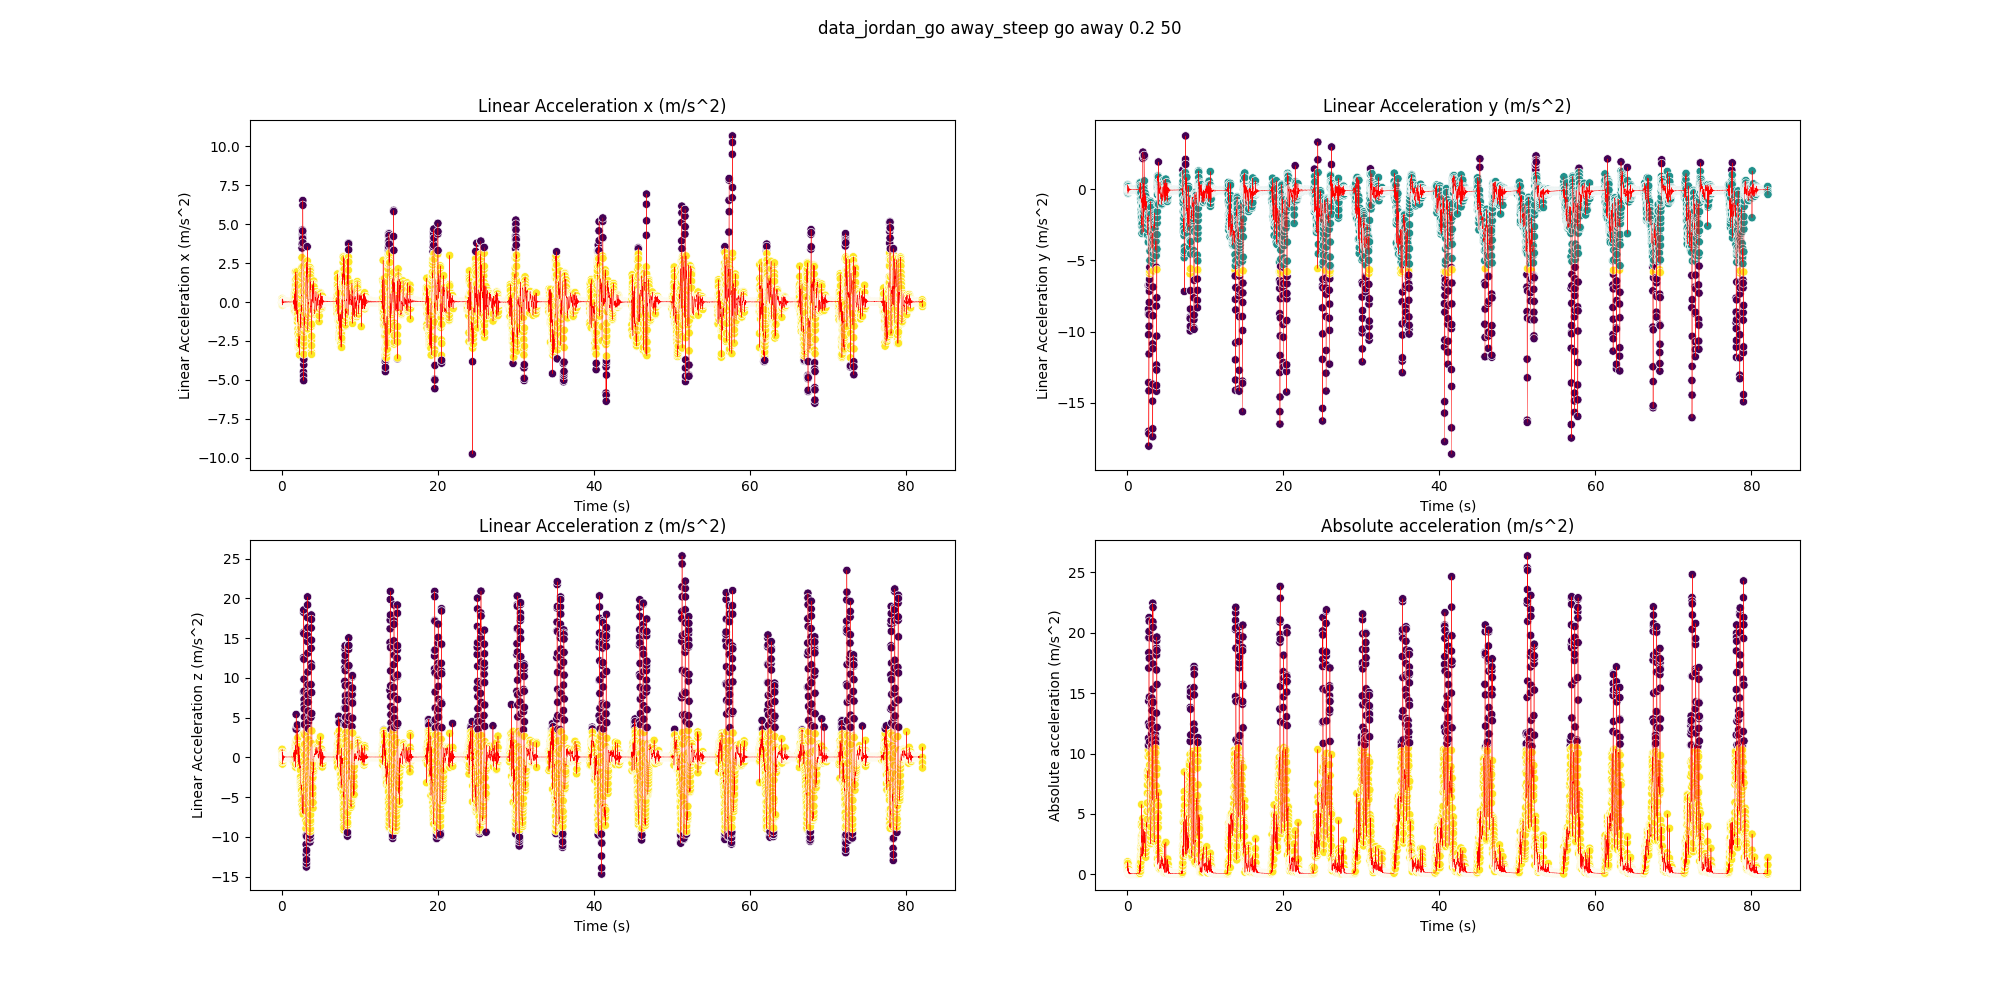 data_jordan_go away_steep go away 0.2 50
Linear Acceleration x (m/s^2)
Linear Acceleration x (m/s^2)
10.0
7.5
5.0
2.5
0.0
−2.5
−5.0
−7.5
−10.0
0 20 40 60 80
Time (s)
Linear Acceleration y (m/s^2)
Linear Acceleration y (m/s^2)
0
−5
−10
−15
0 20 40 60 80
Time (s)
Linear Acceleration z (m/s^2)
Linear Acceleration z (m/s^2)
25
20
15
10
5
0
−5
−10
−15
0 20 40 60 80
Time (s)
Absolute acceleration (m/s^2)
Absolute acceleration (m/s^2)
25
20
15
10
5
0
0 20 40 60 80
Time (s)